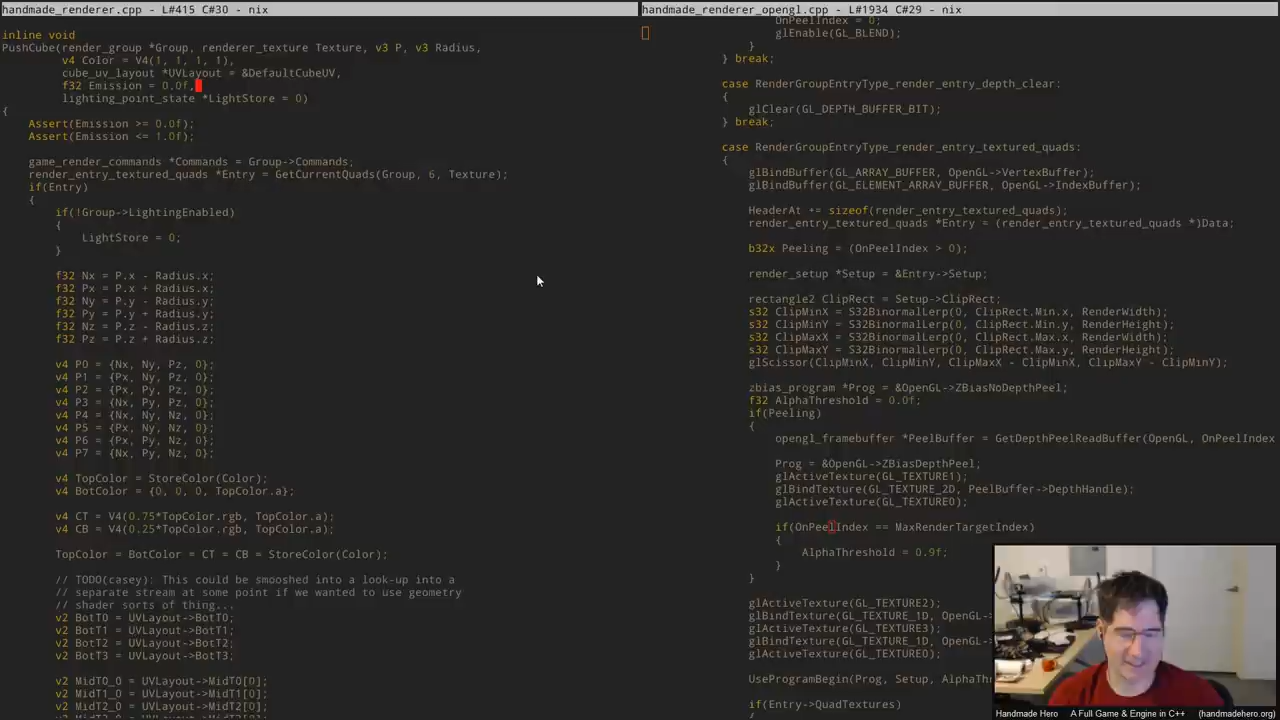 handmade_renderer.cpp - L#415 C#30 - nix
inline void
PushCube(render_group *Group, renderer_texture Texture, v3 P, v3 Radius,
v4 Color = V4(1, 1, 1, 1),
cube_uv_layout *UVLayout = &DefaultCubeUV,
f32 Emission = 0.0f,
lighting_point_state *LightStore = 0)
{
Assert(Emission >= 0.0f);
Assert(Emission <= 1.0f);
game_render_commands *Commands = Group->Commands;
render_entry_textured_quads *Entry = GetCurrentQuads(Group, 6, Texture);
if(Entry)
{
if(!Group->LightingEnabled)
{
LightStore = 0;
}
f32 Nx = P.x - Radius.x;
f32 Px = P.x + Radius.x;
f32 Ny = P.y - Radius.y;
f32 Py = P.y + Radius.y;
f32 Nz = P.z - Radius.z;
f32 Pz = P.z + Radius.z;
v4 P0 = {Nx, Ny, Pz, 0};
v4 P1 = {Px, Ny, Pz, 0};
v4 P2 = {Px, Py, Pz, 0};
v4 P3 = {Nx, Py, Pz, 0};
v4 P4 = {Nx, Ny, Nz, 0};
v4 P5 = {Px, Ny, Nz, 0};
v4 P6 = {Px, Py, Nz, 0};
v4 P7 = {Nx, Py, Nz, 0};
v4 TopColor = StoreColor(Color);
v4 BotColor = {0, 0, 0, TopColor.a};
v4 CT = V4(0.75*TopColor.rgb, TopColor.a);
v4 CB = V4(0.25*TopColor.rgb, TopColor.a);
TopColor = BotColor = CT = CB = StoreColor(Color);
// TODO(casey): This could be smooshed into a look-up into a
// separate stream at some point if we wanted to use geometry
// shader sorts of thing...
v2 BotT0 = UVLayout->BotT0;
v2 BotT1 = UVLayout->BotT1;
v2 BotT2 = UVLayout->BotT2;
v2 BotT3 = UVLayout->BotT3;
v2 MidT0_0 = UVLayout->MidT0[0];
v2 MidT1_0 = UVLayout->MidT1[0];
v2 MidT2_0 = UVLayout->MidT2[0];
handmade_renderer_opengl.cpp - L#1934 C#29 - nix
OnPeelIndex = 0;
glEnable(GL_BLEND);
}
} break;
case RenderGroupEntryType_render_entry_depth_clear:
{
glClear(GL_DEPTH_BUFFER_BIT);
} break;
case RenderGroupEntryType_render_entry_textured_quads:
{
glBindBuffer(GL_ARRAY_BUFFER, OpenGL->VertexBuffer);
glBindBuffer(GL_ELEMENT_ARRAY_BUFFER, OpenGL->IndexBuffer);
HeaderAt += sizeof(render_entry_textured_quads);
render_entry_textured_quads *Entry = (render_entry_textured_quads *)Data;
b32x Peeling = (OnPeelIndex > 0);
render_setup *Setup = &Entry->Setup;
rectangle2 ClipRect = Setup->ClipRect;
s32 ClipMinX = S32BinormalLerp(0, ClipRect.Min.x, RenderWidth);
s32 ClipMinY = S32BinormalLerp(0, ClipRect.Min.y, RenderHeight);
s32 ClipMaxX = S32BinormalLerp(0, ClipRect.Max.x, RenderWidth);
s32 ClipMaxY = S32BinormalLerp(0, ClipRect.Max.y, RenderHeight);
glScissor(ClipMinX, ClipMinY, ClipMaxX - ClipMinX, ClipMaxY - ClipMinY);
zbias_program *Prog = &OpenGL->ZBiasNoDepthPeel;
f32 AlphaThreshold = 0.0f;
if(Peeling)
{
opengl_framebuffer *PeelBuffer = GetDepthPeelReadBuffer(OpenGL, OnPeelIndex
Prog = &OpenGL->ZBiasDepthPeel;
glActiveTexture(GL_TEXTURE1);
glBindTexture(GL_TEXTURE_2D, PeelBuffer->DepthHandle);
glActiveTexture(GL_TEXTURE0);
if(OnPeelIndex == MaxRenderTargetIndex)
{
AlphaThreshold = 0.9f;
}
}
glActiveTexture(GL_TEXTURE2);
glBindTexture(GL_TEXTURE_1D, OpenGL-
glActiveTexture(GL_TEXTURE3);
glBindTexture(GL_TEXTURE_1D, OpenGL-
glActiveTexture(GL_TEXTURE0);
UseProgramBegin(Prog, Setup, AlphaTh
if(Entry->QuadTextures)
{
Handmade Hero A Full Game & Engine in C++ (handmadehero.org)